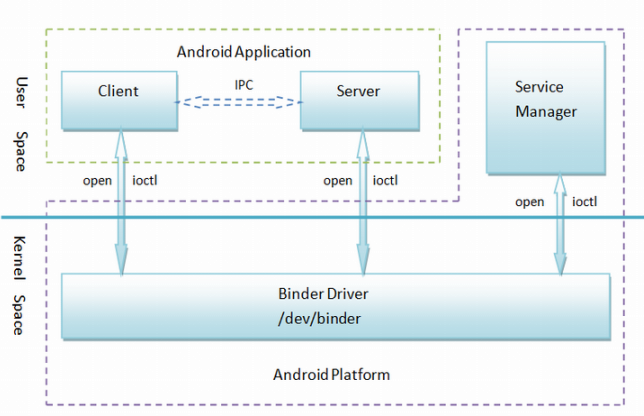 Android Application
Client
IPC
Server
Service
Manager
User Space
open ioctl
open ioctl
open ioctl
Kernel Space
Binder Driver
/dev/binder
Android Platform